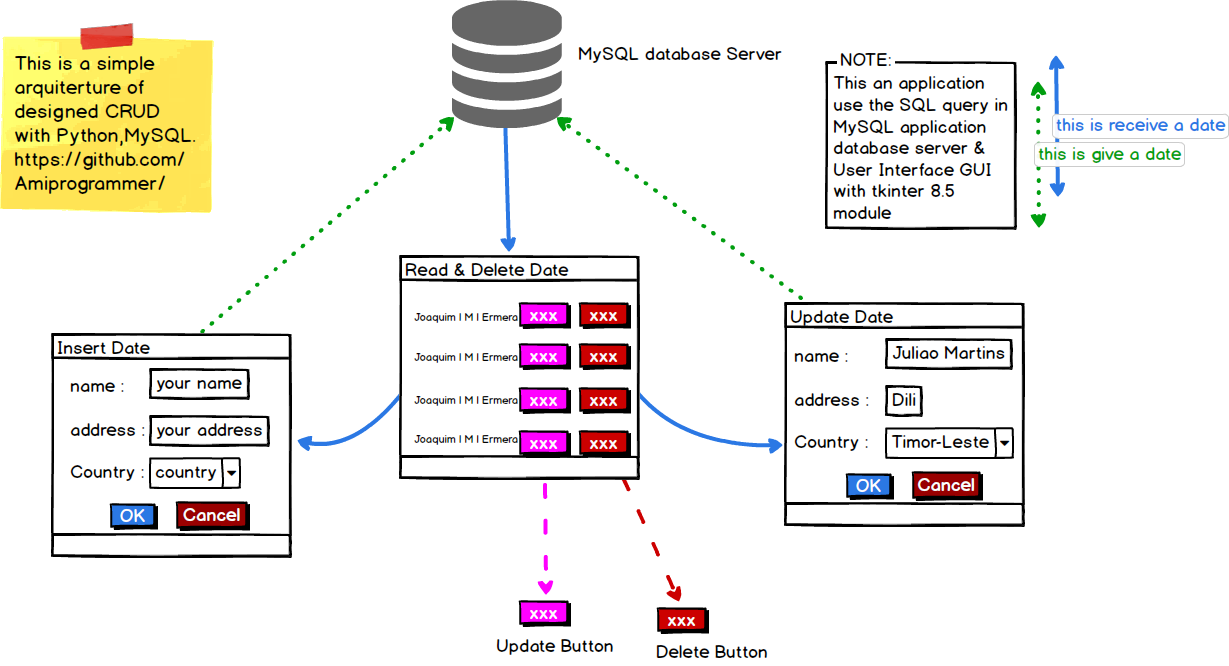 This is a simple
arquiterture of
designed CRUD
with Python,MySQL.
https://github.com/
Amiprogrammer/
MySQL database Server
NOTE:
This an application
use the SQL query in
MySQL application
database server &
User Interface GUI
with tkinter 8.5
module
this is receive a date
this is give a date
Insert Date
name :
your name
address :
your address
Country :
country
OK
Cancel
Read & Delete Date
Joaquim | M | Ermera xxx xxx
Joaquim | M | Ermera xxx xxx
Joaquim | M | Ermera xxx xxx
Joaquim | M | Ermera xxx xxx
Update Date
name :
Juliao Martins
address :
Dili
Country :
Timor-Leste
OK
Cancel
xxx
Update Button
xxx
Delete Button